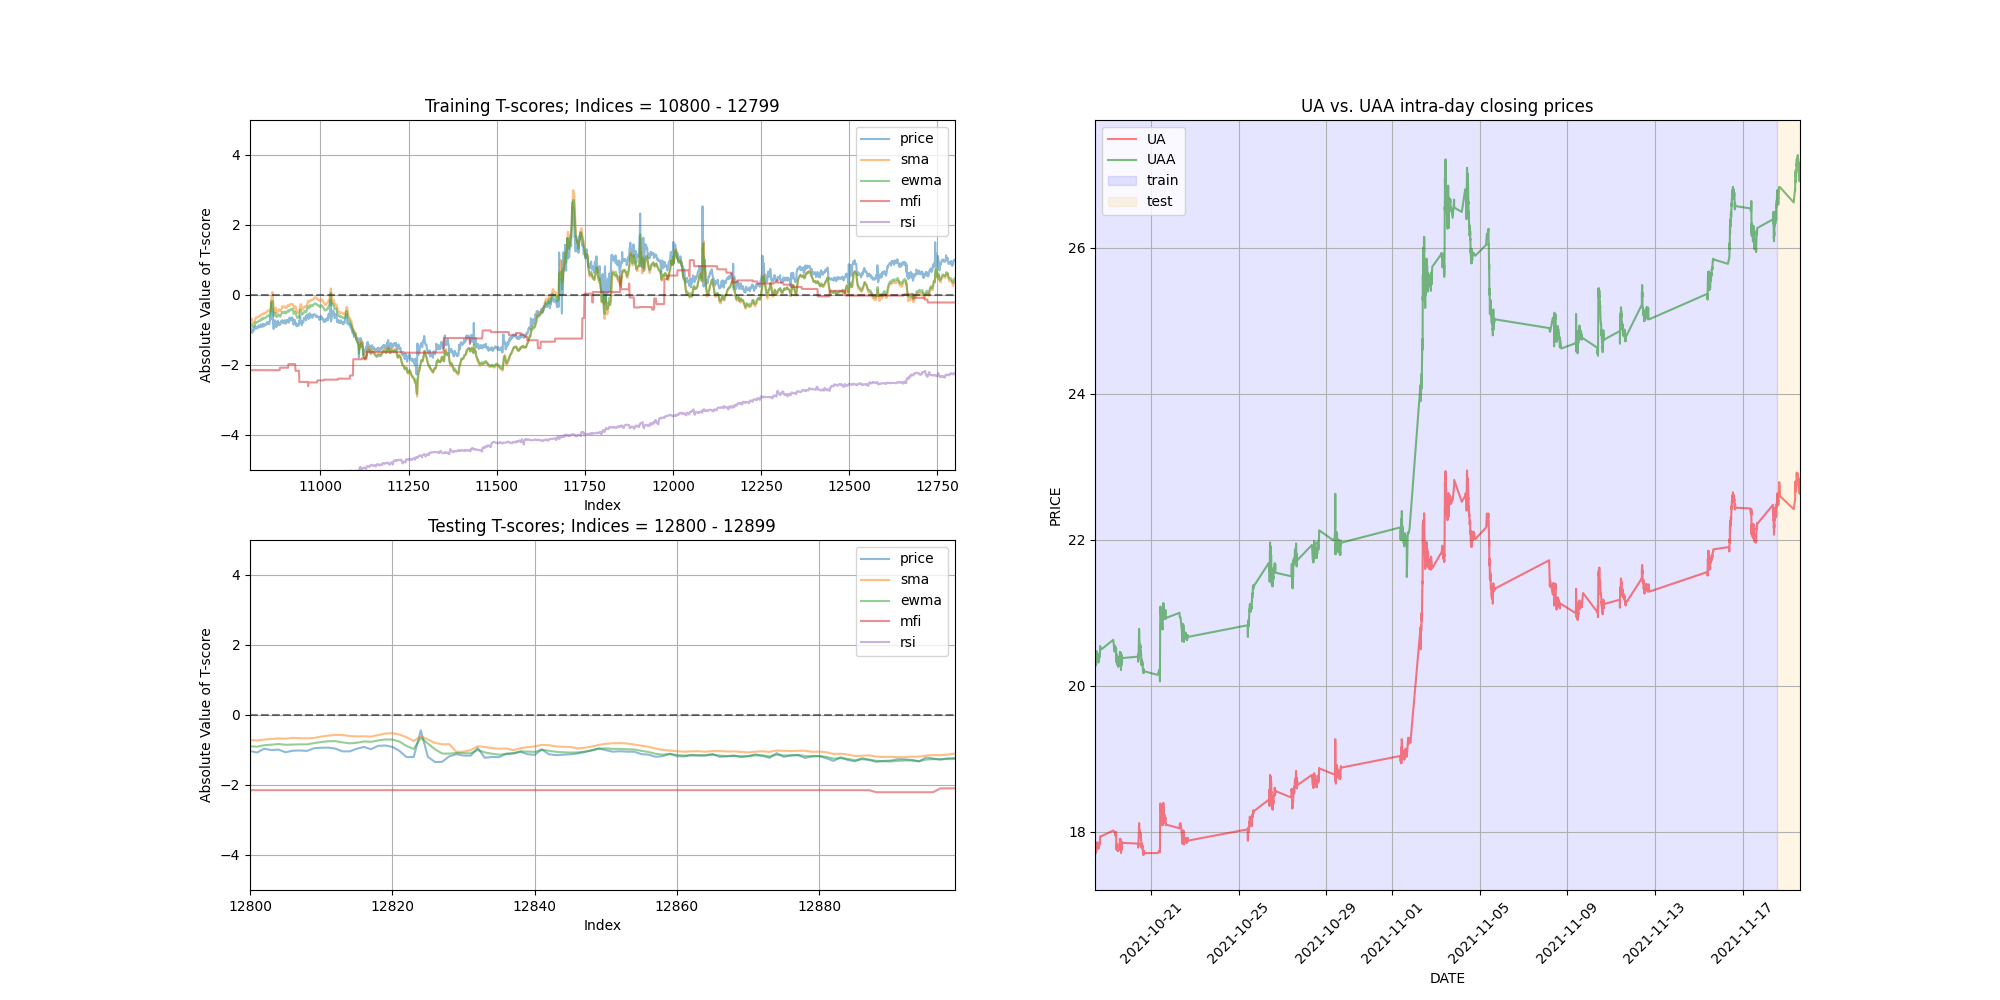 Training T-scores; Indices = 10800 - 12799
Absolute Value of T-score
4
2
0
−2
−4
price
sma
ewma
mfi
rsi
11000 11250 11500 11750 12000 12250 12500 12750
Index
Testing T-scores; Indices = 12800 - 12899
Absolute Value of T-score
4
2
0
−2
−4
price
sma
ewma
mfi
rsi
12800 12820 12840 12860 12880
Index
UA vs. UAA intra-day closing prices
PRICE
26
24
22
20
18
UA
UAA
train
test
2021-10-21 2021-10-25 2021-10-29 2021-11-01 2021-11-05 2021-11-09 2021-11-13 2021-11-17
DATE